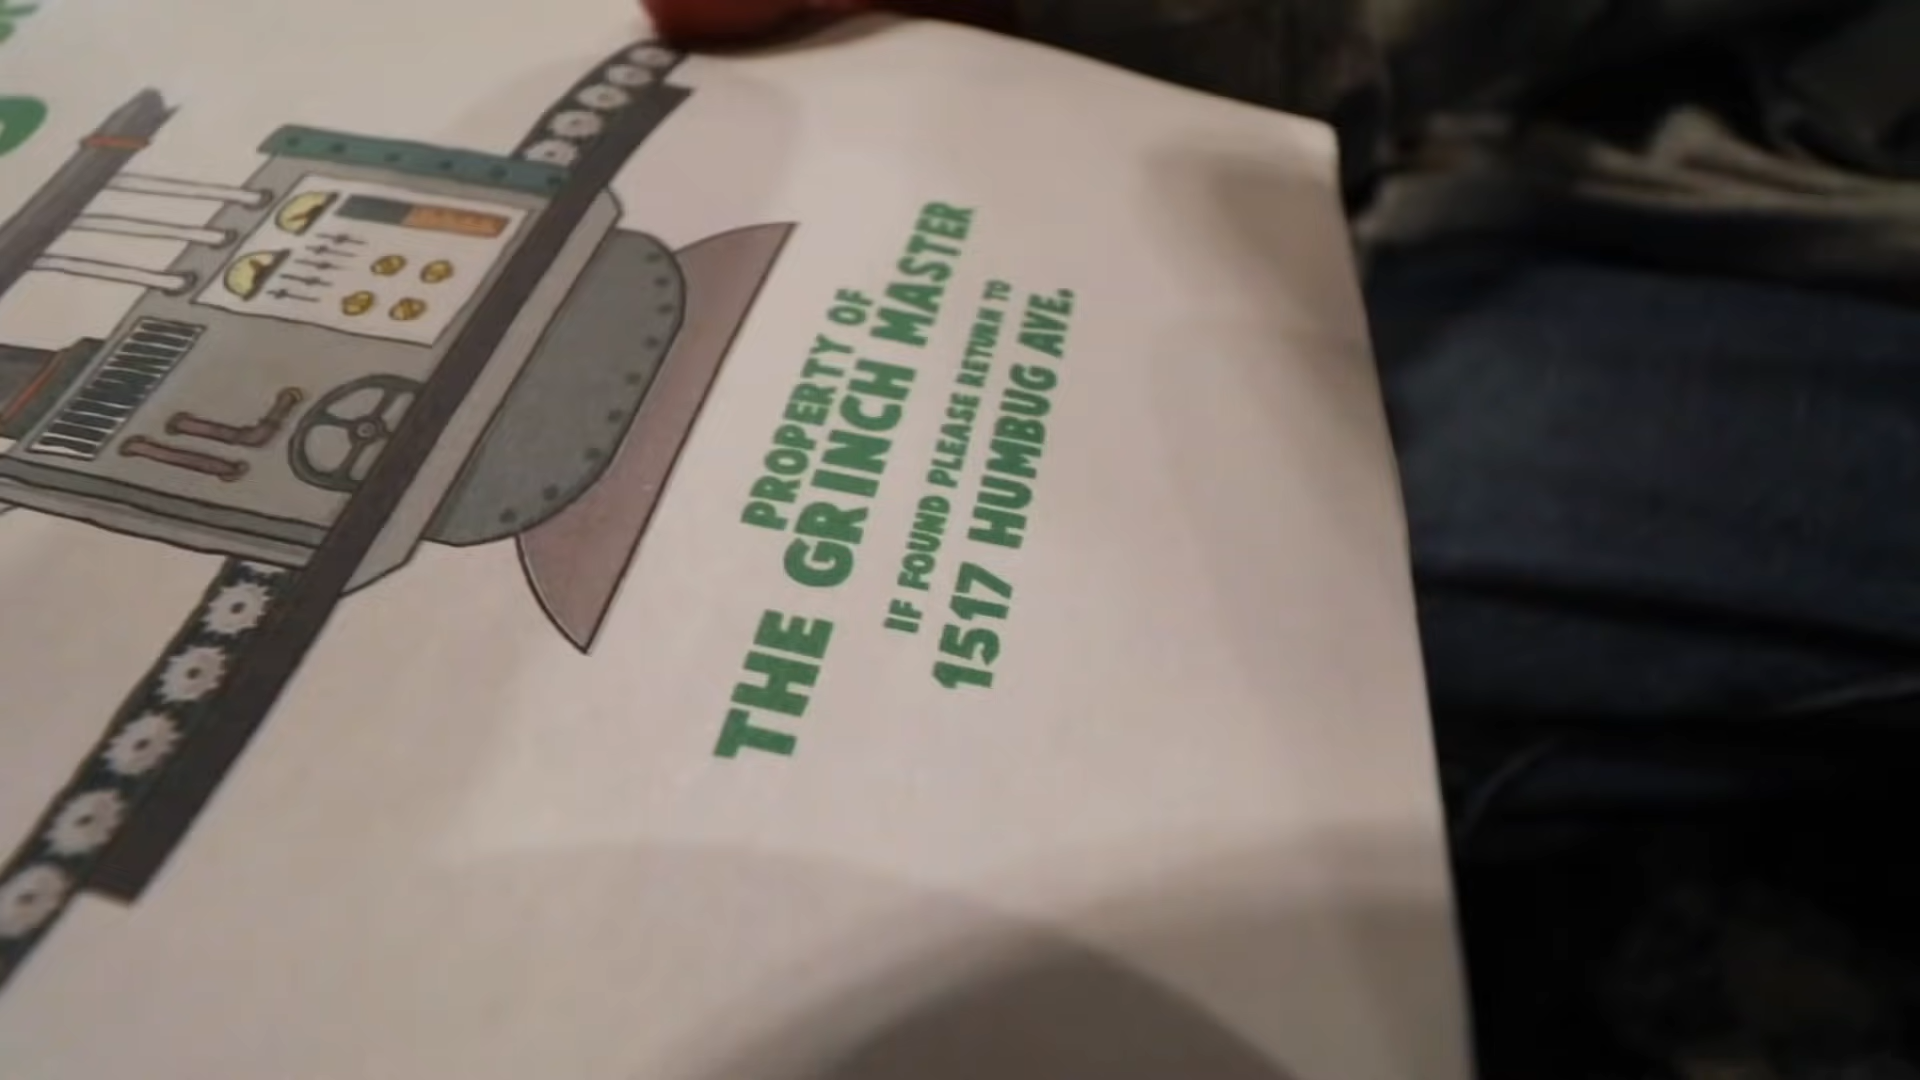 PROPERTY OF
THE GRINCH MASTER
IF FOUND PLEASE RETURN TO
1517 HUMBUG AVE.